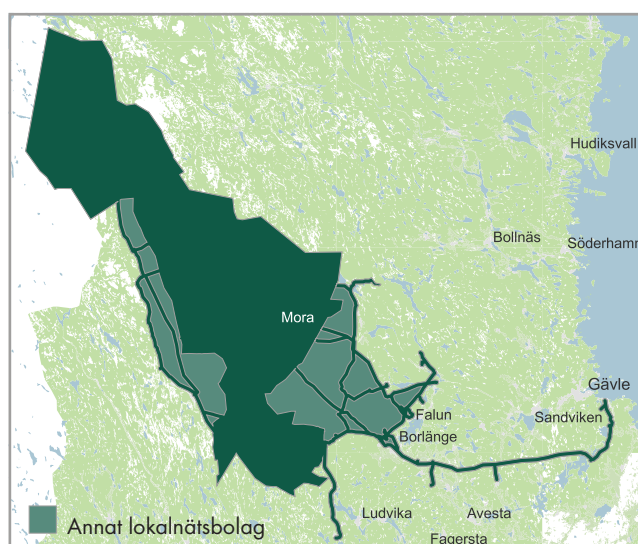 Hudiksvall
Bollnäs
Söderhamn
Mora
Gävle
Falun
Sandviken
Borlänge
Ludvika
Avesta
Annat lokalnätsbolag
Fagersta